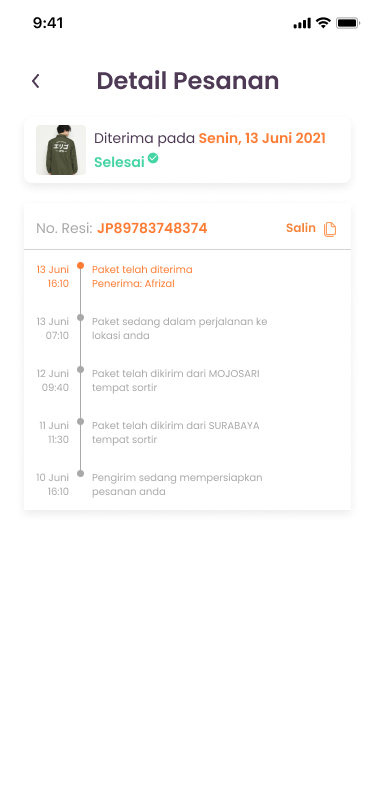 9:41
Detail Pesanan
Diterima pada Senin, 13 Juni 2021
Selesai
No. Resi: JP89783748374 Salin
13 Juni Paket telah diterima
16:10 Penerima: Afrizal
13 Juni Paket sedang dalam perjalanan ke
07:10 lokasi anda
12 Juni Paket telah dikirim dari MOJOSARI
09:40 tempat sortir
11 Juni Paket telah dikirim dari SURABAYA
11:30 tempat sortir
10 Juni Pengirim sedang mempersiapkan
16:10 pesanan anda